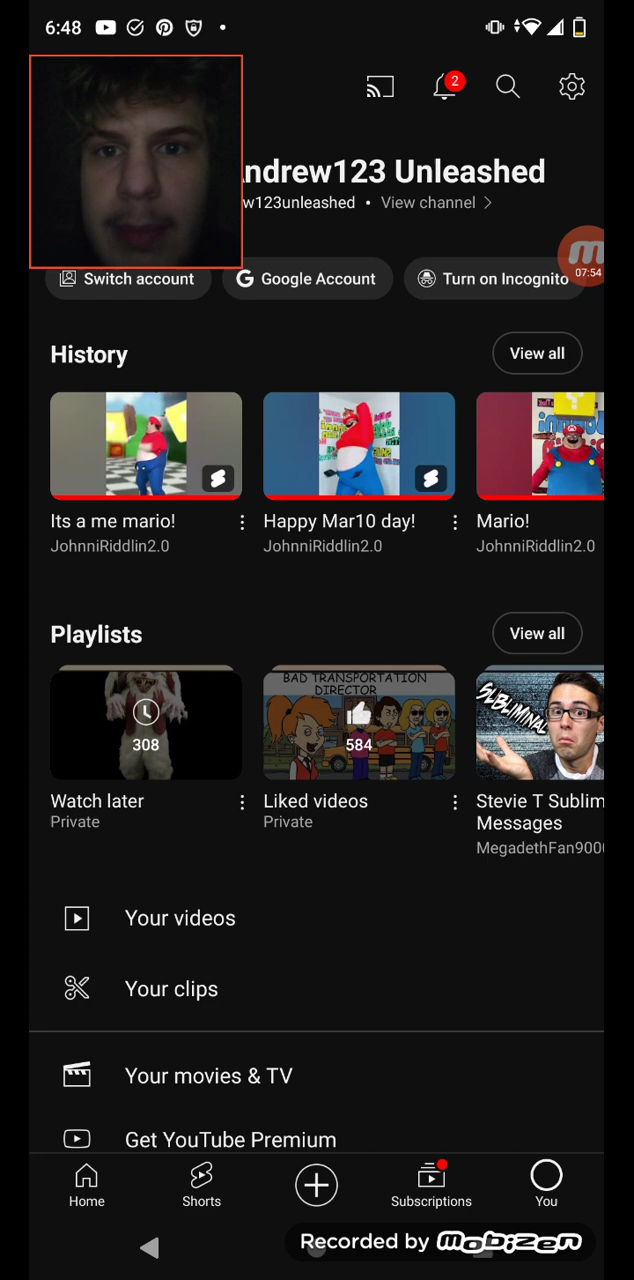 6:48
2
ndrew123 Unleashed
w123unleashed • View channel
07:54
Switch account
Google Account
Turn on Incognito
History
View all
Its a me mario!
JohnniRiddlin2.0
Happy Mar10 day!
JohnniRiddlin2.0
Mario!
JohnniRiddlin2.0
Playlists
View all
308
BAD TRANSPORTATION
DIRECTOR
584
SUBLIMINAL
Watch later
Private
Liked videos
Private
Stevie T Sublim
Messages
MegadethFan900
Your videos
Your clips
Your movies & TV
Get YouTube Premium
Home
Shorts
Subscriptions
You
Recorded by mobizen